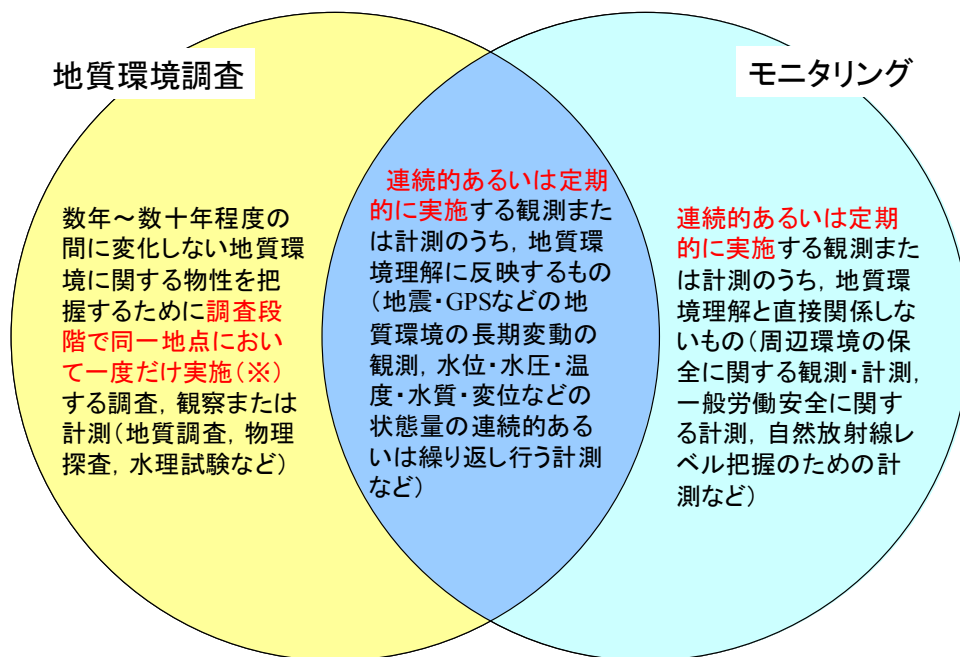 地質環境調査
モニタリング
数年～数十年程度の
間に変化しない地質環
境に関する物性を把
握するために調査段
階で同一地点におい
て一度だけ実施(※)
する調査，観察または
計測(地質調査，物理
探査，水理試験など)
連続的あるいは定期
的に実施する観測また
は計測のうち，地質環
境理解に反映するもの
(地震・GPSなどの地
質環境の長期変動の
観測，水位・水圧・温
度・水質・変位などの
状態量の連続的ある
いは繰り返し行う計測
など)
連続的あるいは定期
的に実施する観測また
は計測のうち，地質環
境理解と直接関係しな
いもの(周辺環境の保
全に関する観測・計測，
一般労働安全に関す
る計測，自然放射線レ
ベル把握のための計
測など)